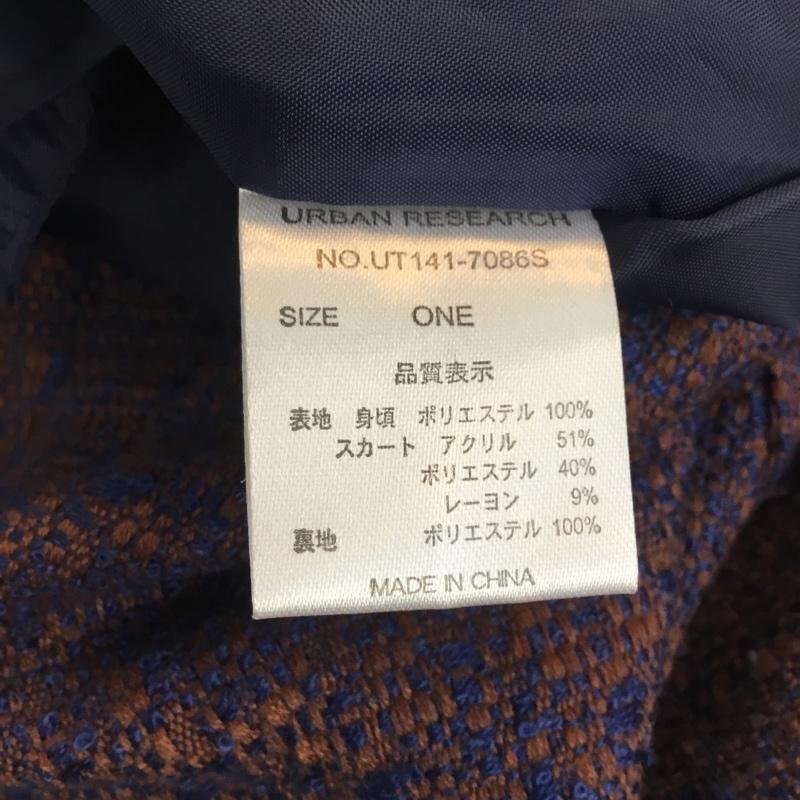 URBAN RESEARCH
NO.UT141-7086S
SIZE ONE
品質表示
表地 身頃 ポリエステル 100%
スカート アクリル 51%
ポリエステル 40%
レーヨン 9%
裏地 ポリエステル 100%
MADE IN CHINA